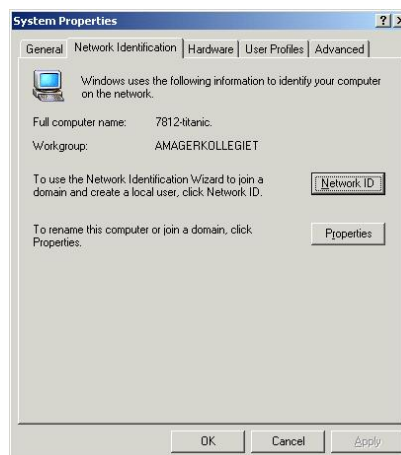 System Properties
General Network Identification Hardware User Profiles Advanced
Windows uses the following information to identify your computer
on the network.
Full computer name: 7812-titanic.
Workgroup: AMAGERKOLLEGIET
To use the Network Identification Wizard to join a
domain and create a local user, click Network ID.
Network ID
To rename this computer or join a domain, click
Properties.
Properties
OK Cancel Apply